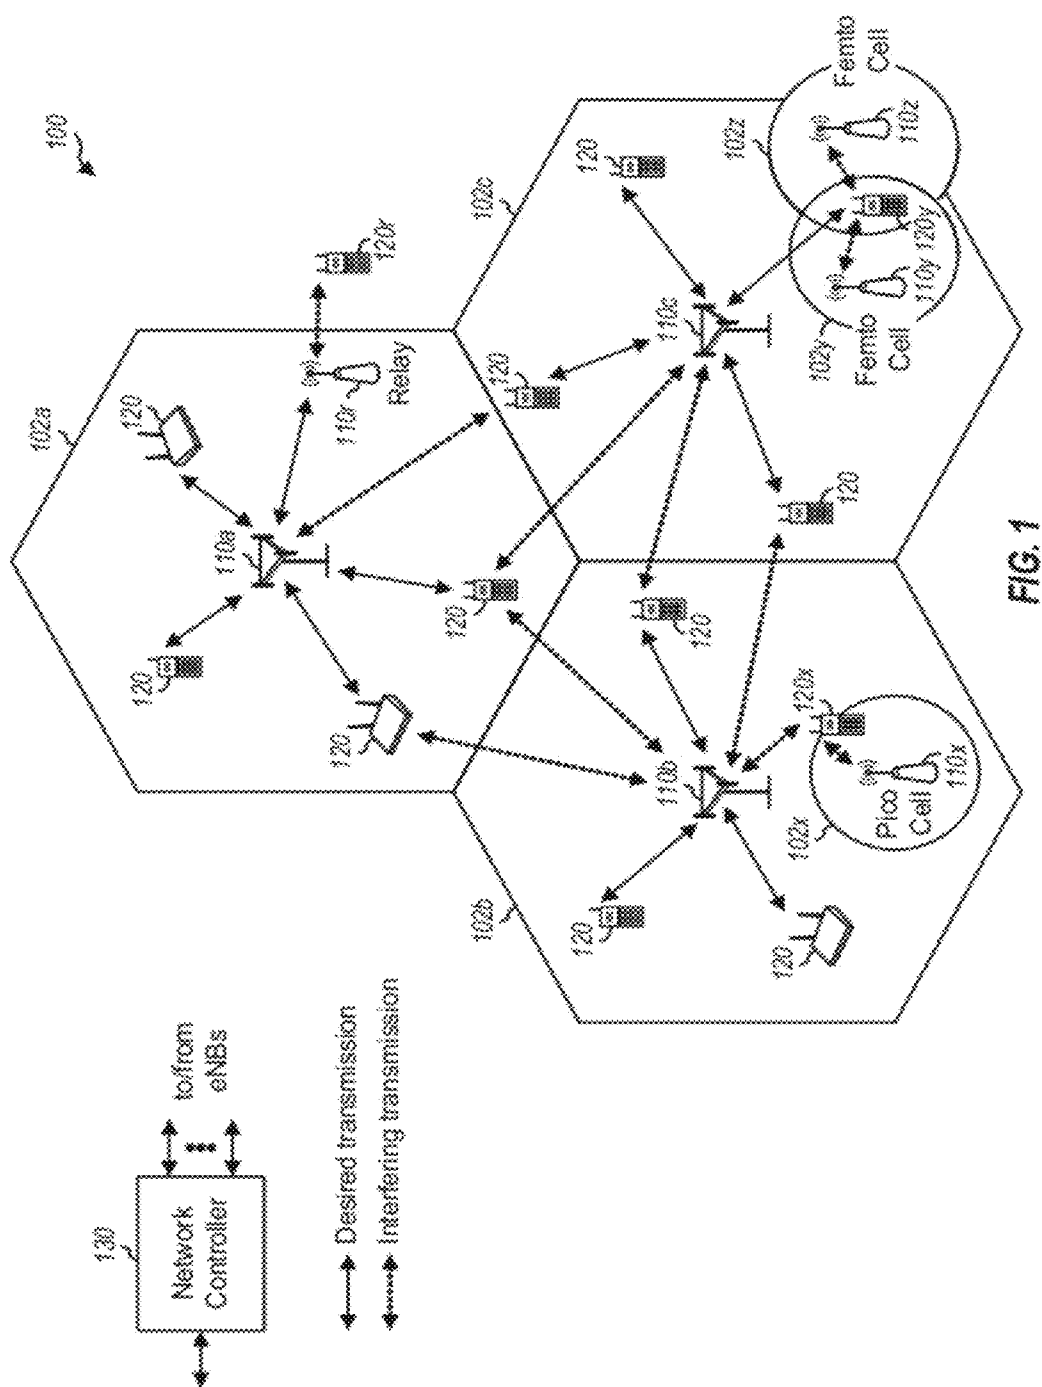 100
130
Network
Controller
to/from
eNBs
Desired transmission
Interfering transmission
102a
120
120
110a
120
120
110r
Relay
120r
120
120
102b
102c
120
110b
120
120
110c
120
120
120x
102x
Pico
Cell
110x
120
102y
Femto
Cell
110y
120y
102z
110z
Femto
Cell
FIG. 1